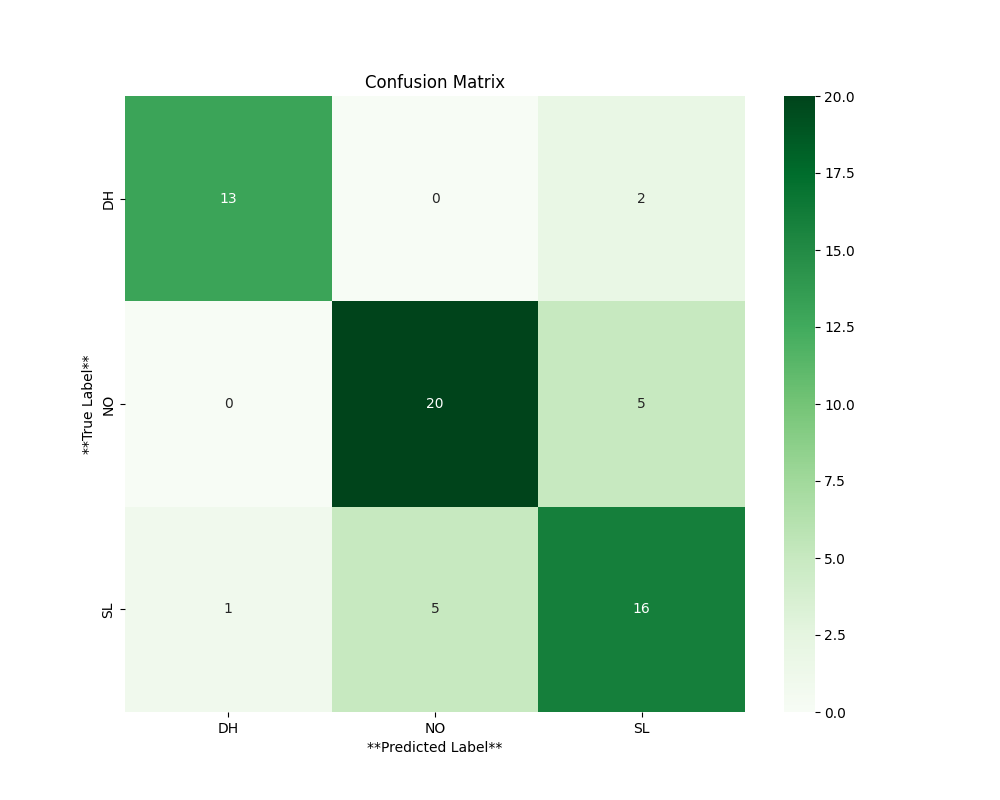 Confusion Matrix
**True Label**
DH
13
0
2
NO
0
20
5
SL
1
5
16
DH
NO
SL
**Predicted Label**
20.0
17.5
15.0
12.5
10.0
7.5
5.0
2.5
0.0